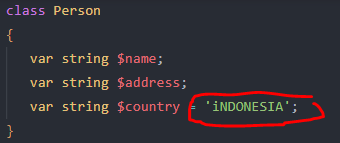 class Person
{
var string $name;
var string $address;
var string $country = 'iNDONESIA';
}